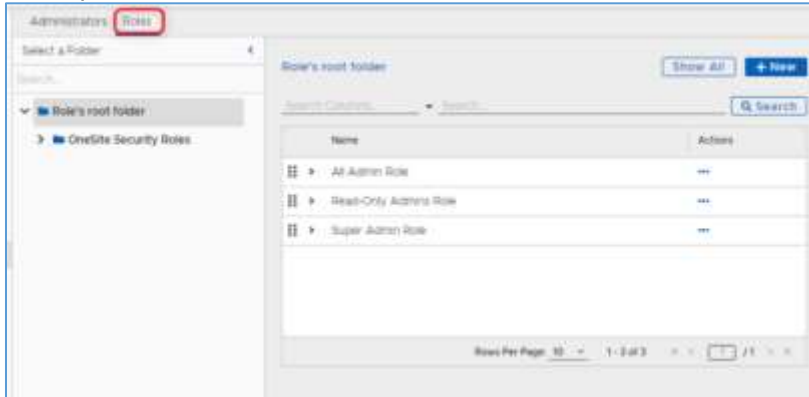 Administrators Roles
Select a Folder
Search...
Role's root folder
OneSite Security Roles
Role's root folder
Show All
+ New
Search Columns... Search...
Search
Name Actions
All Admin Role
Read-Only Admins Role
Super Admin Role
Rows Per Page: 10 1 - 3 of 3 1 / 1